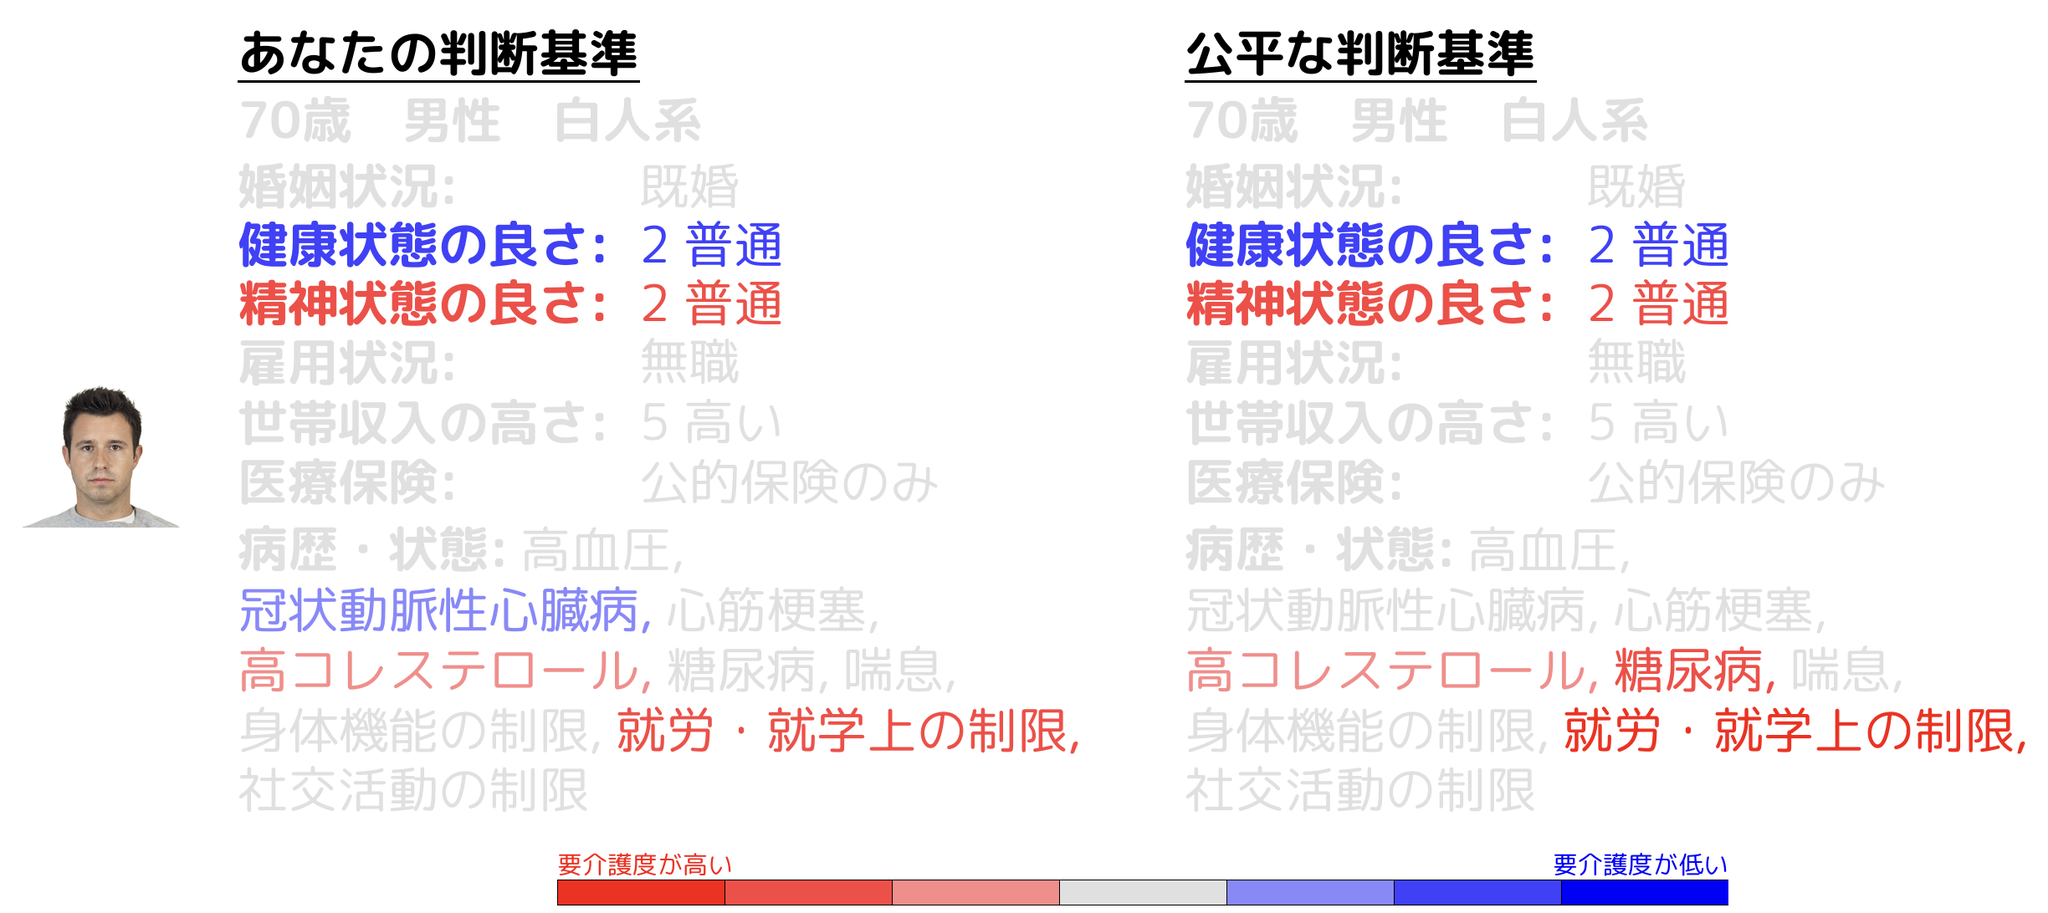 あなたの判断基準
70歳　男性　白人系
婚姻状況: 既婚
健康状態の良さ: 2 普通
精神状態の良さ: 2 普通
雇用状況: 無職
世帯収入の高さ: 5 高い
医療保険: 公的保険のみ
病歴・状態: 高血圧,
冠状動脈性心臓病, 心筋梗塞,
高コレステロール, 糖尿病, 喘息,
身体機能の制限, 就労・就学上の制限,
社交活動の制限
公平な判断基準
70歳　男性　白人系
婚姻状況: 既婚
健康状態の良さ: 2 普通
精神状態の良さ: 2 普通
雇用状況: 無職
世帯収入の高さ: 5 高い
医療保険: 公的保険のみ
病歴・状態: 高血圧,
冠状動脈性心臓病, 心筋梗塞,
高コレステロール, 糖尿病, 喘息,
身体機能の制限, 就労・就学上の制限,
社交活動の制限
要介護度が高い
要介護度が低い